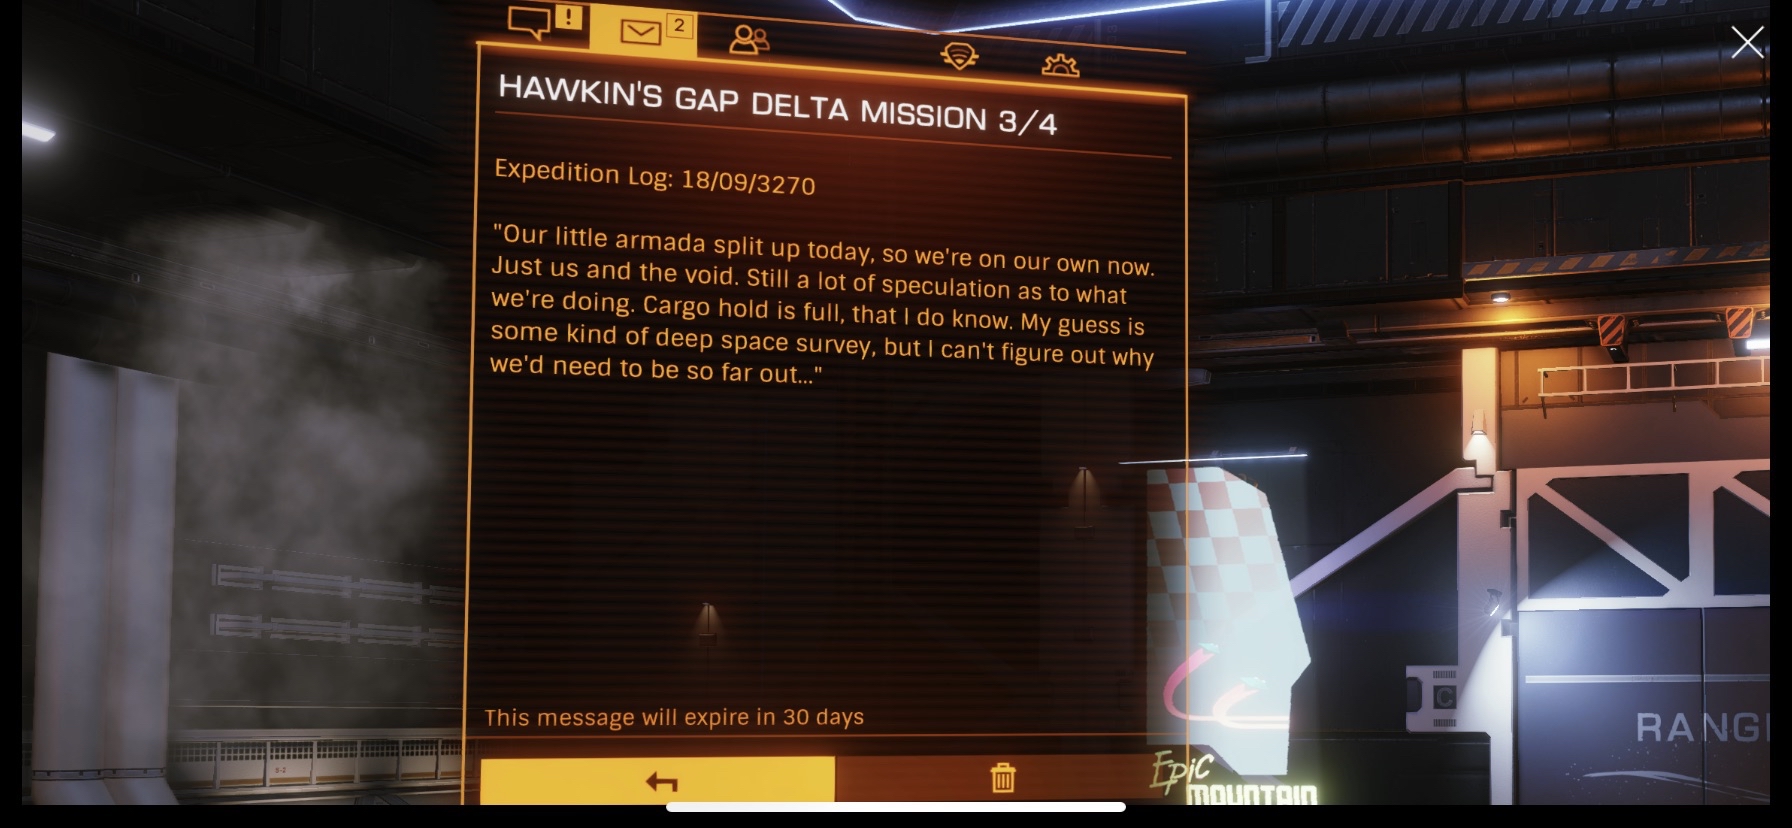 !
2
HAWKIN'S GAP DELTA MISSION 3/4
Expedition Log: 18/09/3270
"Our little armada split up today, so we're on our own now.
Just us and the void. Still a lot of speculation as to what
we're doing. Cargo hold is full, that I do know. My guess is
some kind of deep space survey, but I can't figure out why
we'd need to be so far out..."
This message will expire in 30 days
Epic
MOUNTAIN
C
RANG